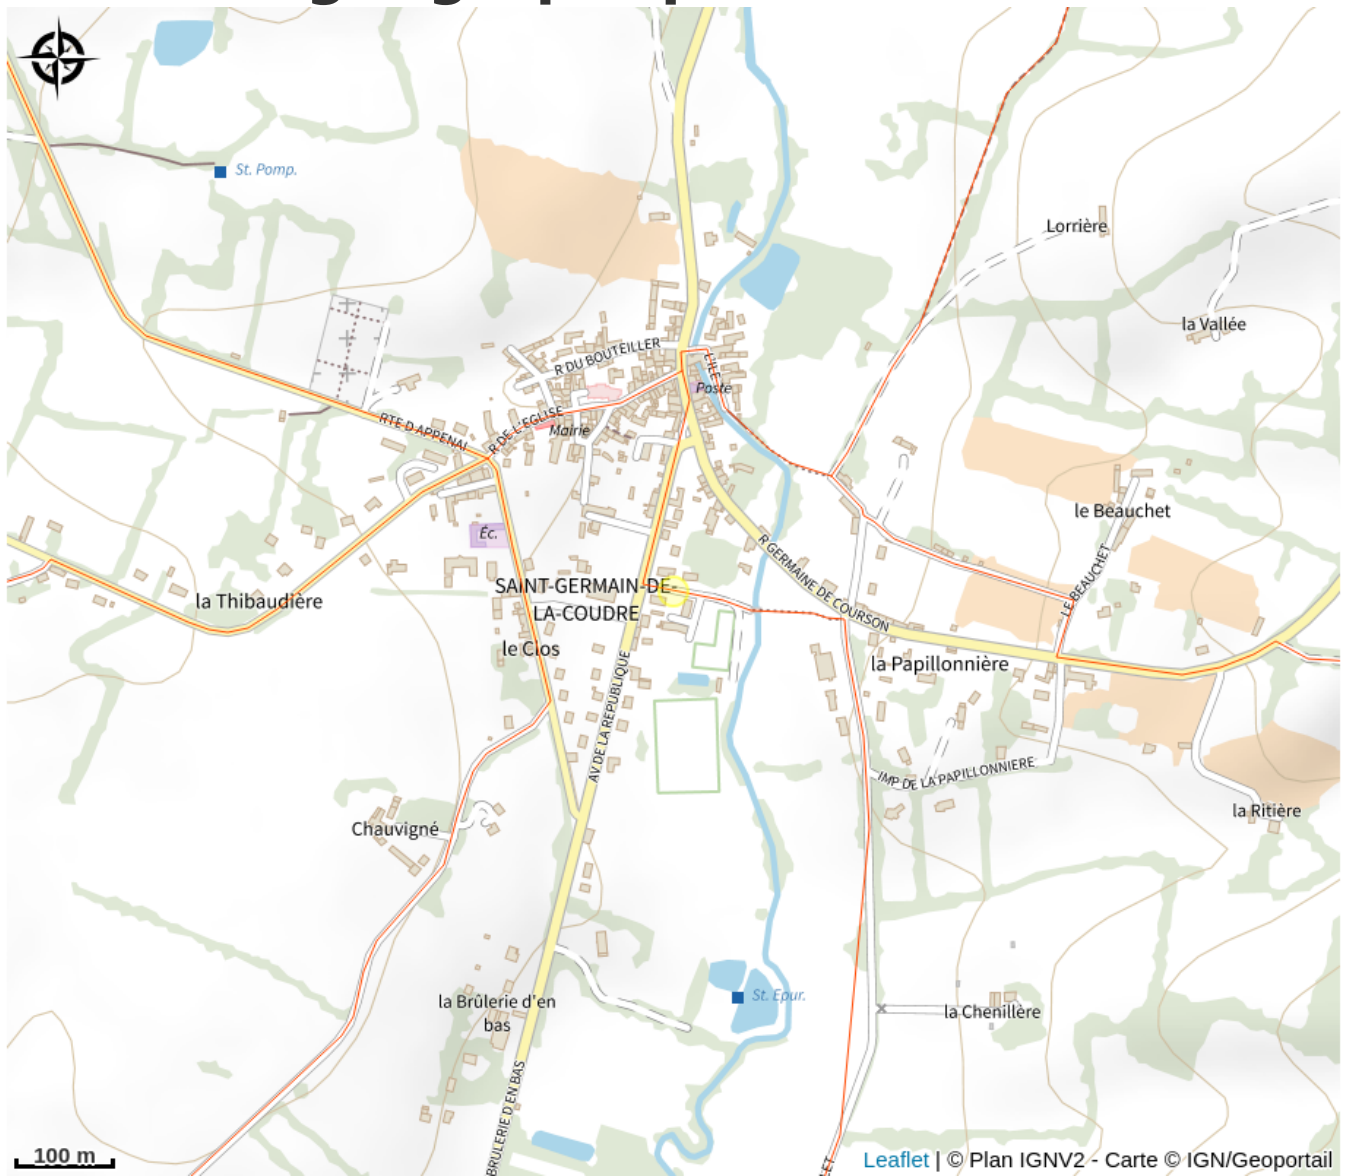 St. Pomp.
Lorrière
la Vallée
R DU BOUTEILLER
L'ILE
Poste
RTE D APPENAI
R DE L'EGLISE
Mairie
le Beauchet
Éc.
R GERMAINE DE COURSON
LE BEAUCHET
la Thibaudière
SAINT-GERMAIN-DE-
LA-COUDRE
le Clos
la Papillonnière
AV DE LA REPUBLIQUE
IMP DE LA PAPILLONNIERE
la Ritière
Chauvigné
la Brûlerie d'en
bas
St. Epur.
la Chenillère
BRULERIE D EN BAS
100 m
Leaflet | © Plan IGNV2 - Carte © IGN/Geoportail